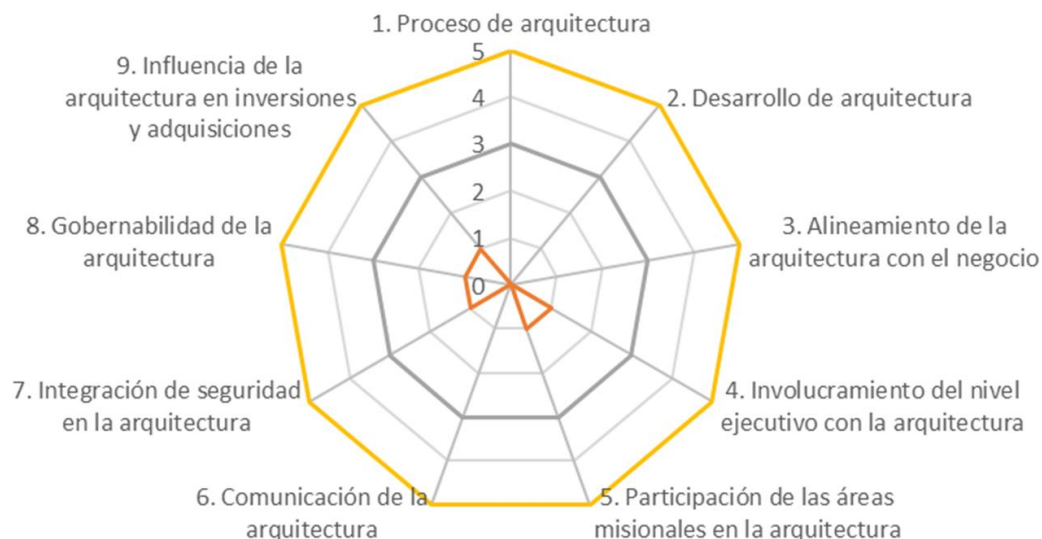 1. Proceso de arquitectura
5
4
3
2
1
0
2. Desarrollo de arquitectura
3. Alineamiento de la
arquitectura con el negocio
4. Involucramiento del nivel
ejecutivo con la arquitectura
5. Participación de las áreas
misionales en la arquitectura
6. Comunicación de la
arquitectura
7. Integración de seguridad
en la arquitectura
8. Gobernabilidad de la
arquitectura
9. Influencia de la
arquitectura en inversiones
y adquisiciones